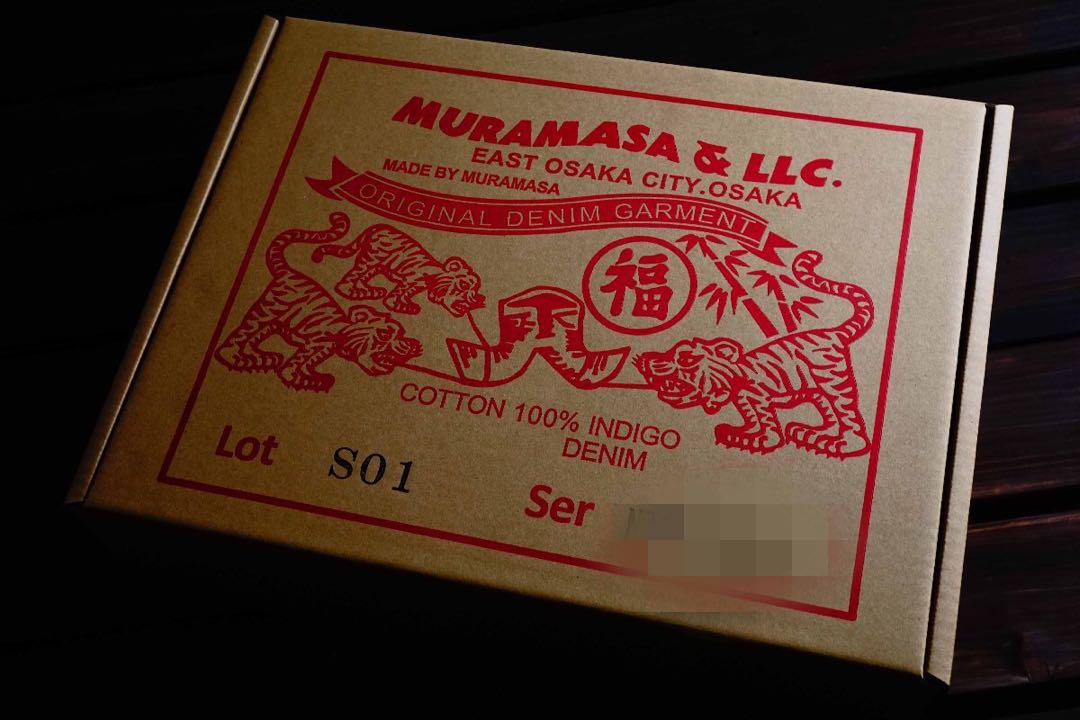 MURAMASA & LLC.
EAST OSAKA CITY.OSAKA
MADE BY MURAMASA
ORIGINAL DENIM GARMENT
福
COTTON 100% INDIGO
DENIM
Lot S01
Ser